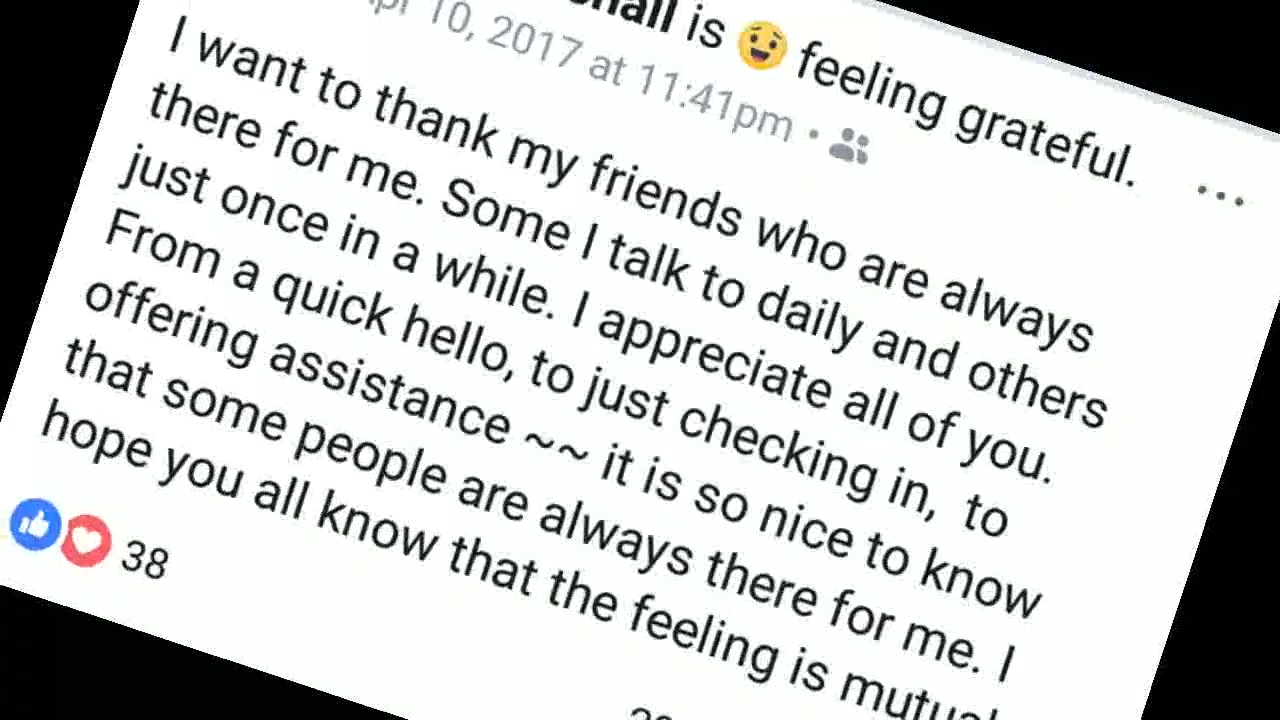 is 😉 feeling grateful.
10, 2017 at 11:41pm •
I want to thank my friends who are always
there for me. Some I talk to daily and others
just once in a while. I appreciate all of you.
From a quick hello, to just checking in, to
offering assistance ~~ it is so nice to know
that some people are always there for me. I
hope you all know that the feeling is mutual
38